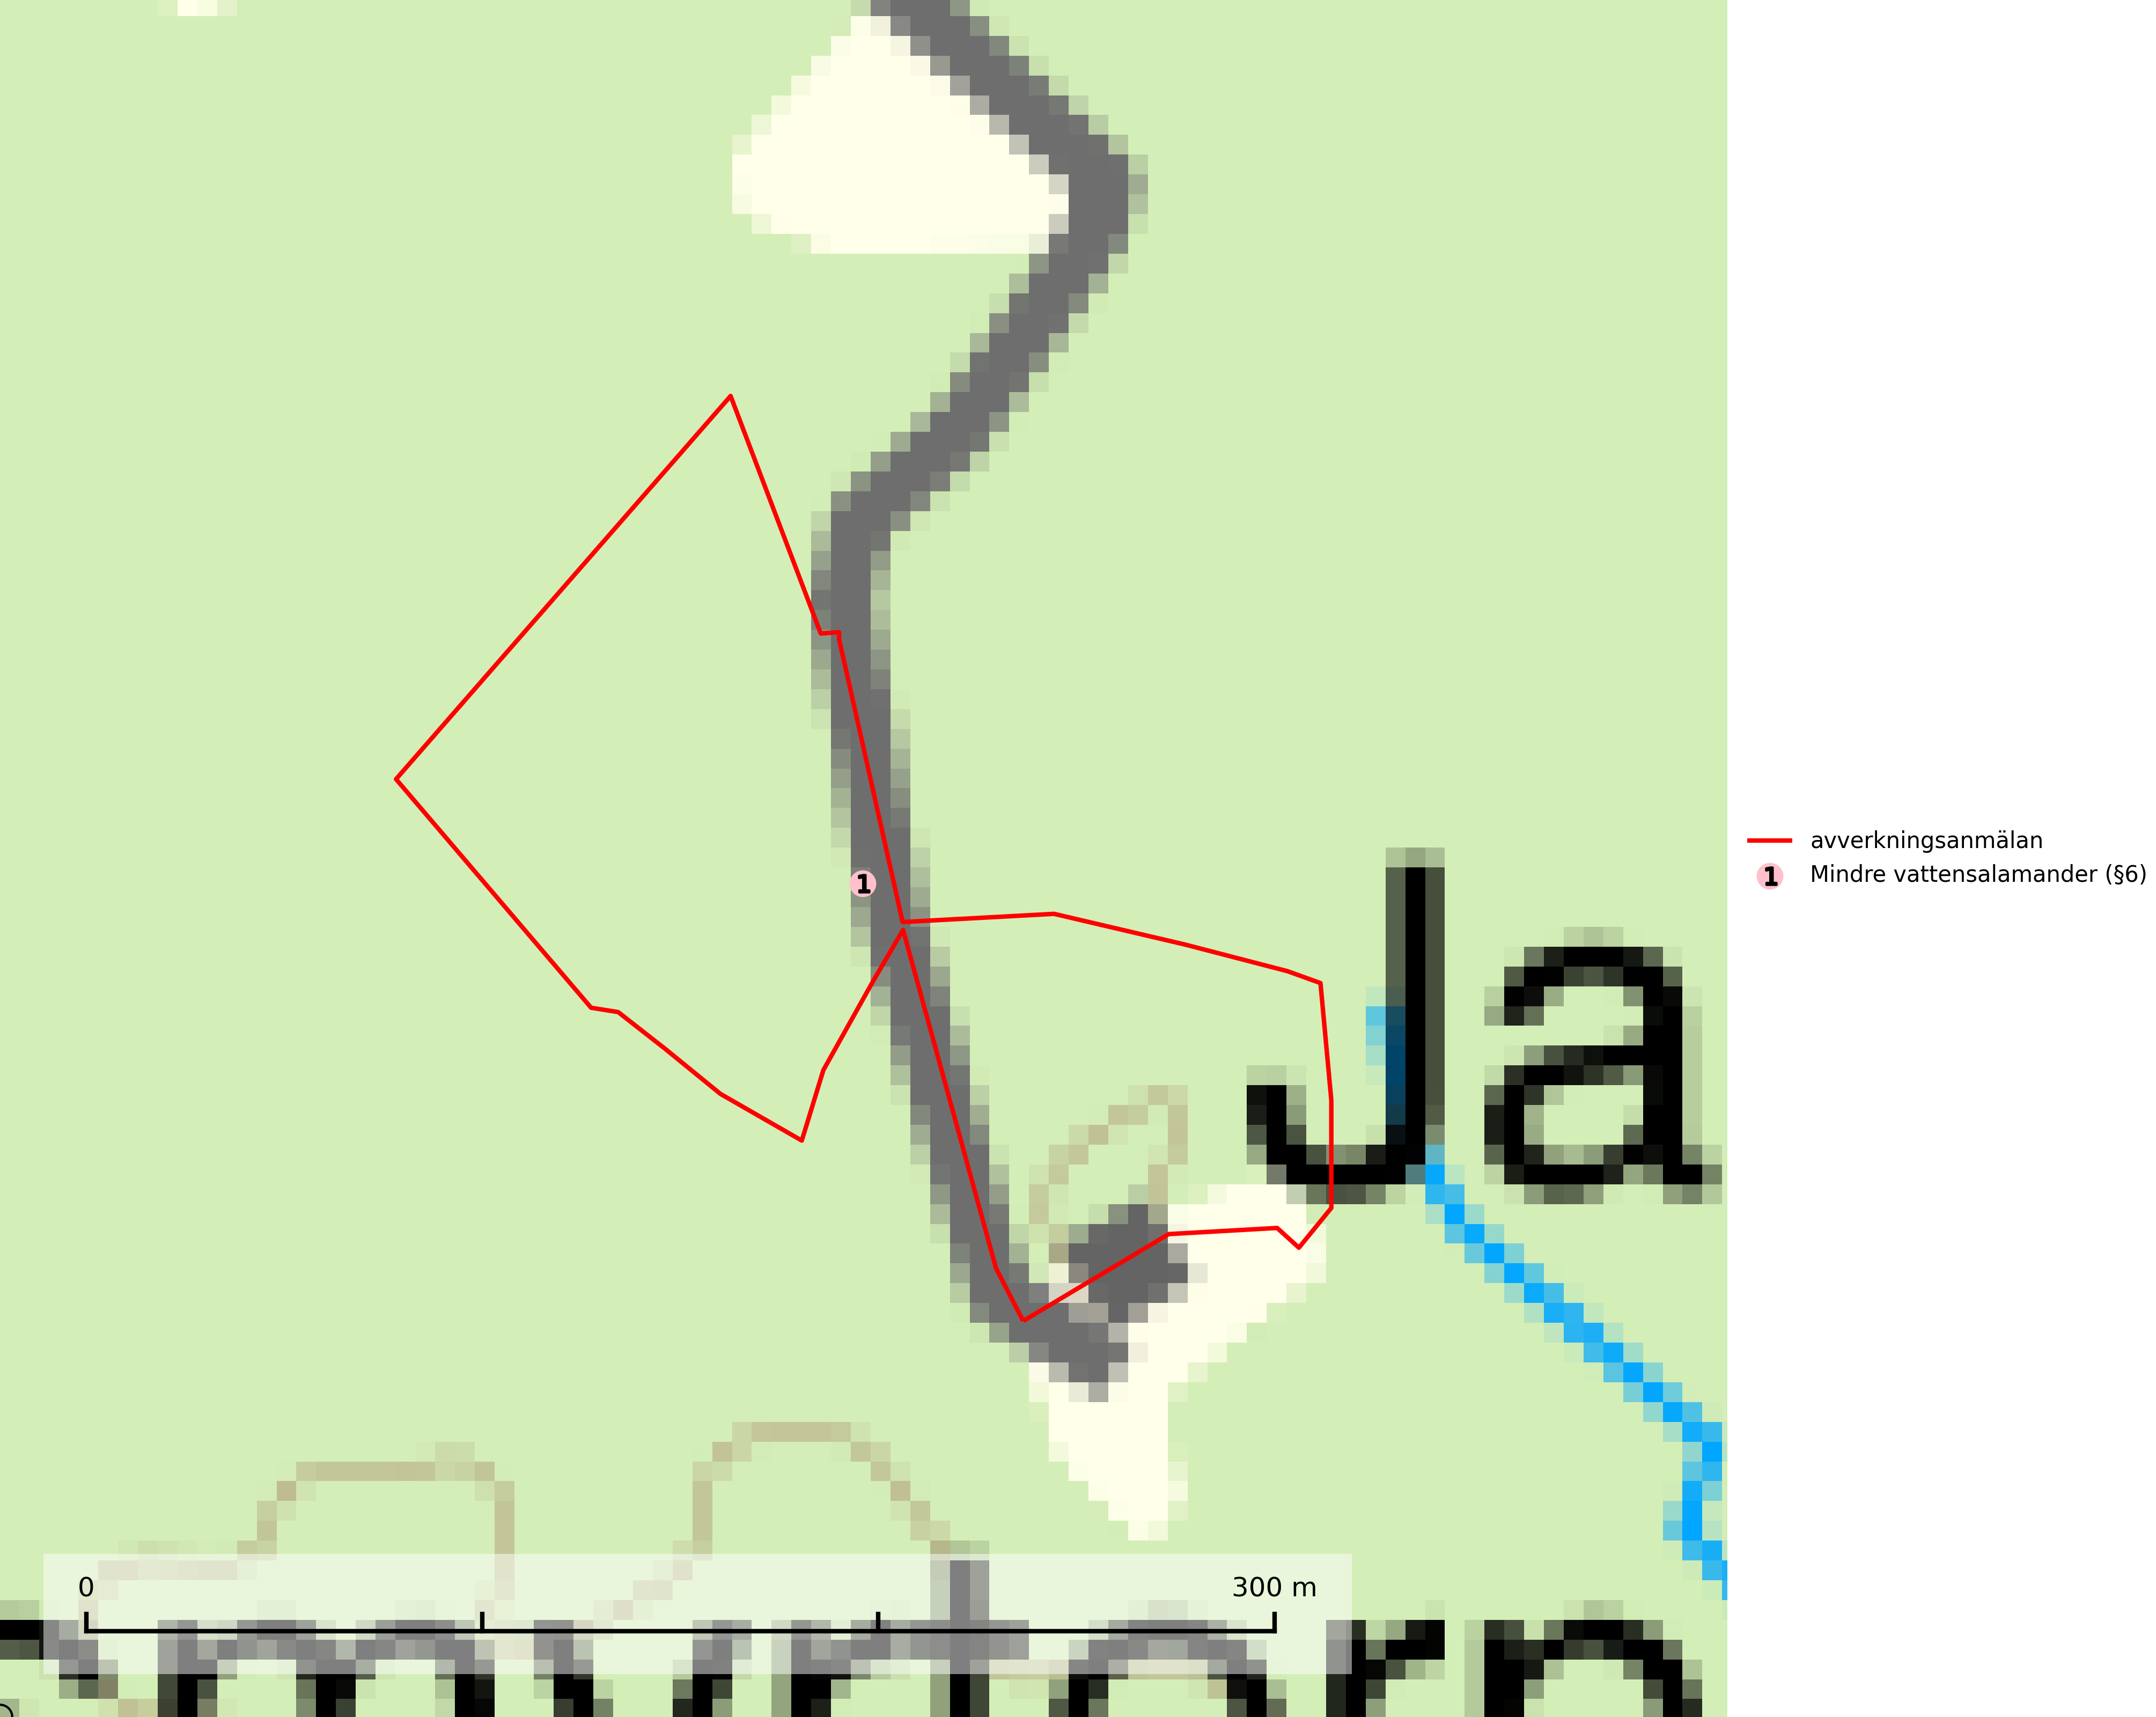 1
Ja
avverkningsanmälan
1 Mindre vattensalamander (§6)
0 300 m